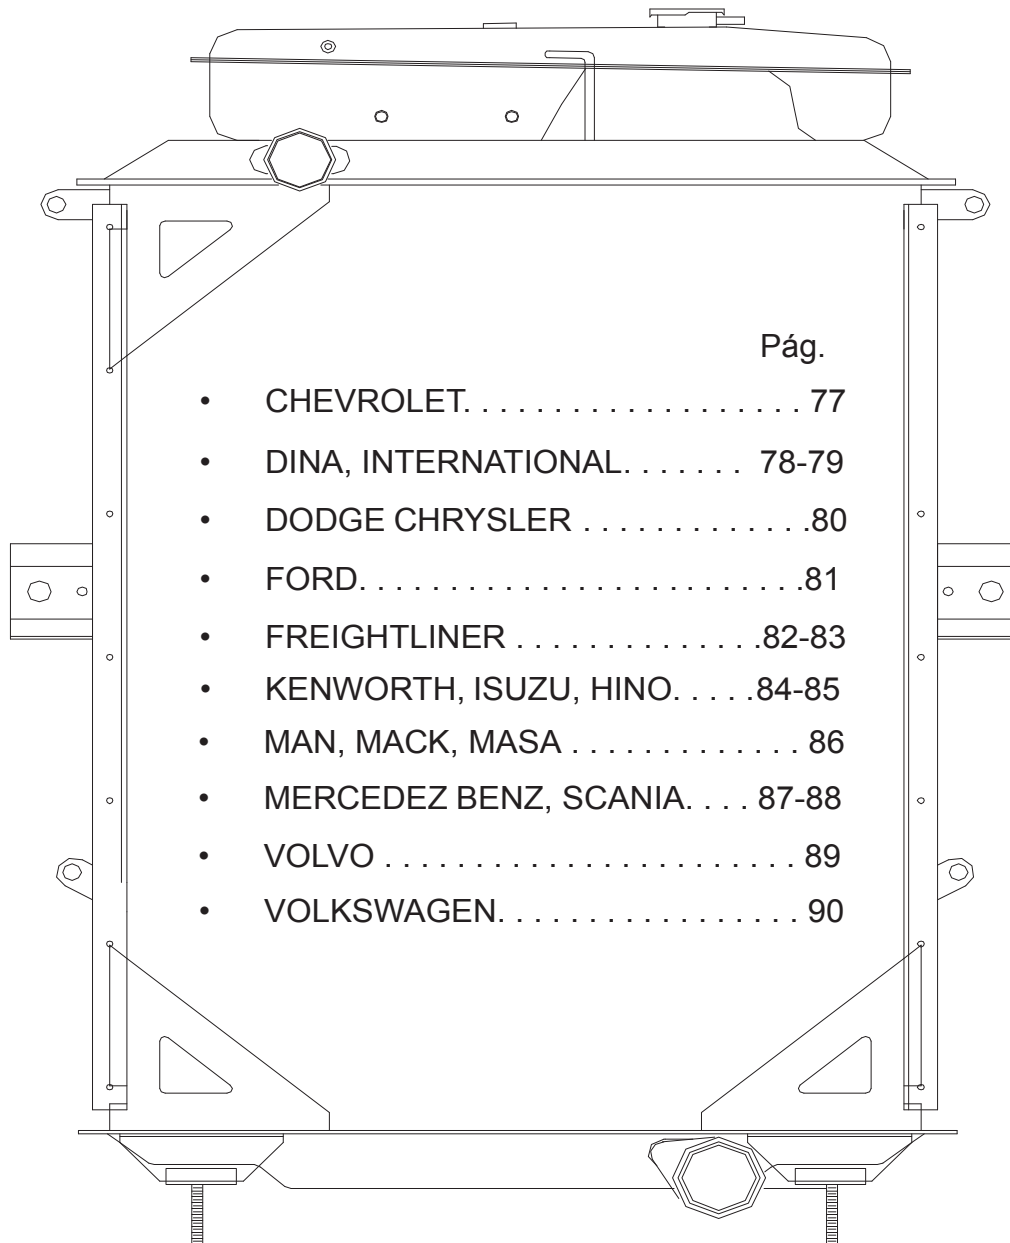 Pág.
• CHEVROLET. . . . . . . . . . . . . . . . . . . 77
• DINA, INTERNATIONAL. . . . . . . 78-79
• DODGE CHRYSLER . . . . . . . . . . . . .80
• FORD. . . . . . . . . . . . . . . . . . . . . . . . .81
• FREIGHTLINER . . . . . . . . . . . . . .82-83
• KENWORTH, ISUZU, HINO. . . . .84-85
• MAN, MACK, MASA . . . . . . . . . . . . . 86
• MERCEDEZ BENZ, SCANIA. . . . 87-88
• VOLVO . . . . . . . . . . . . . . . . . . . . . . . 89
• VOLKSWAGEN. . . . . . . . . . . . . . . . . 90